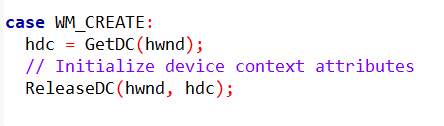 case WM_CREATE:
hdc = GetDC(hwnd);
// Initialize device context attributes
ReleaseDC(hwnd, hdc);